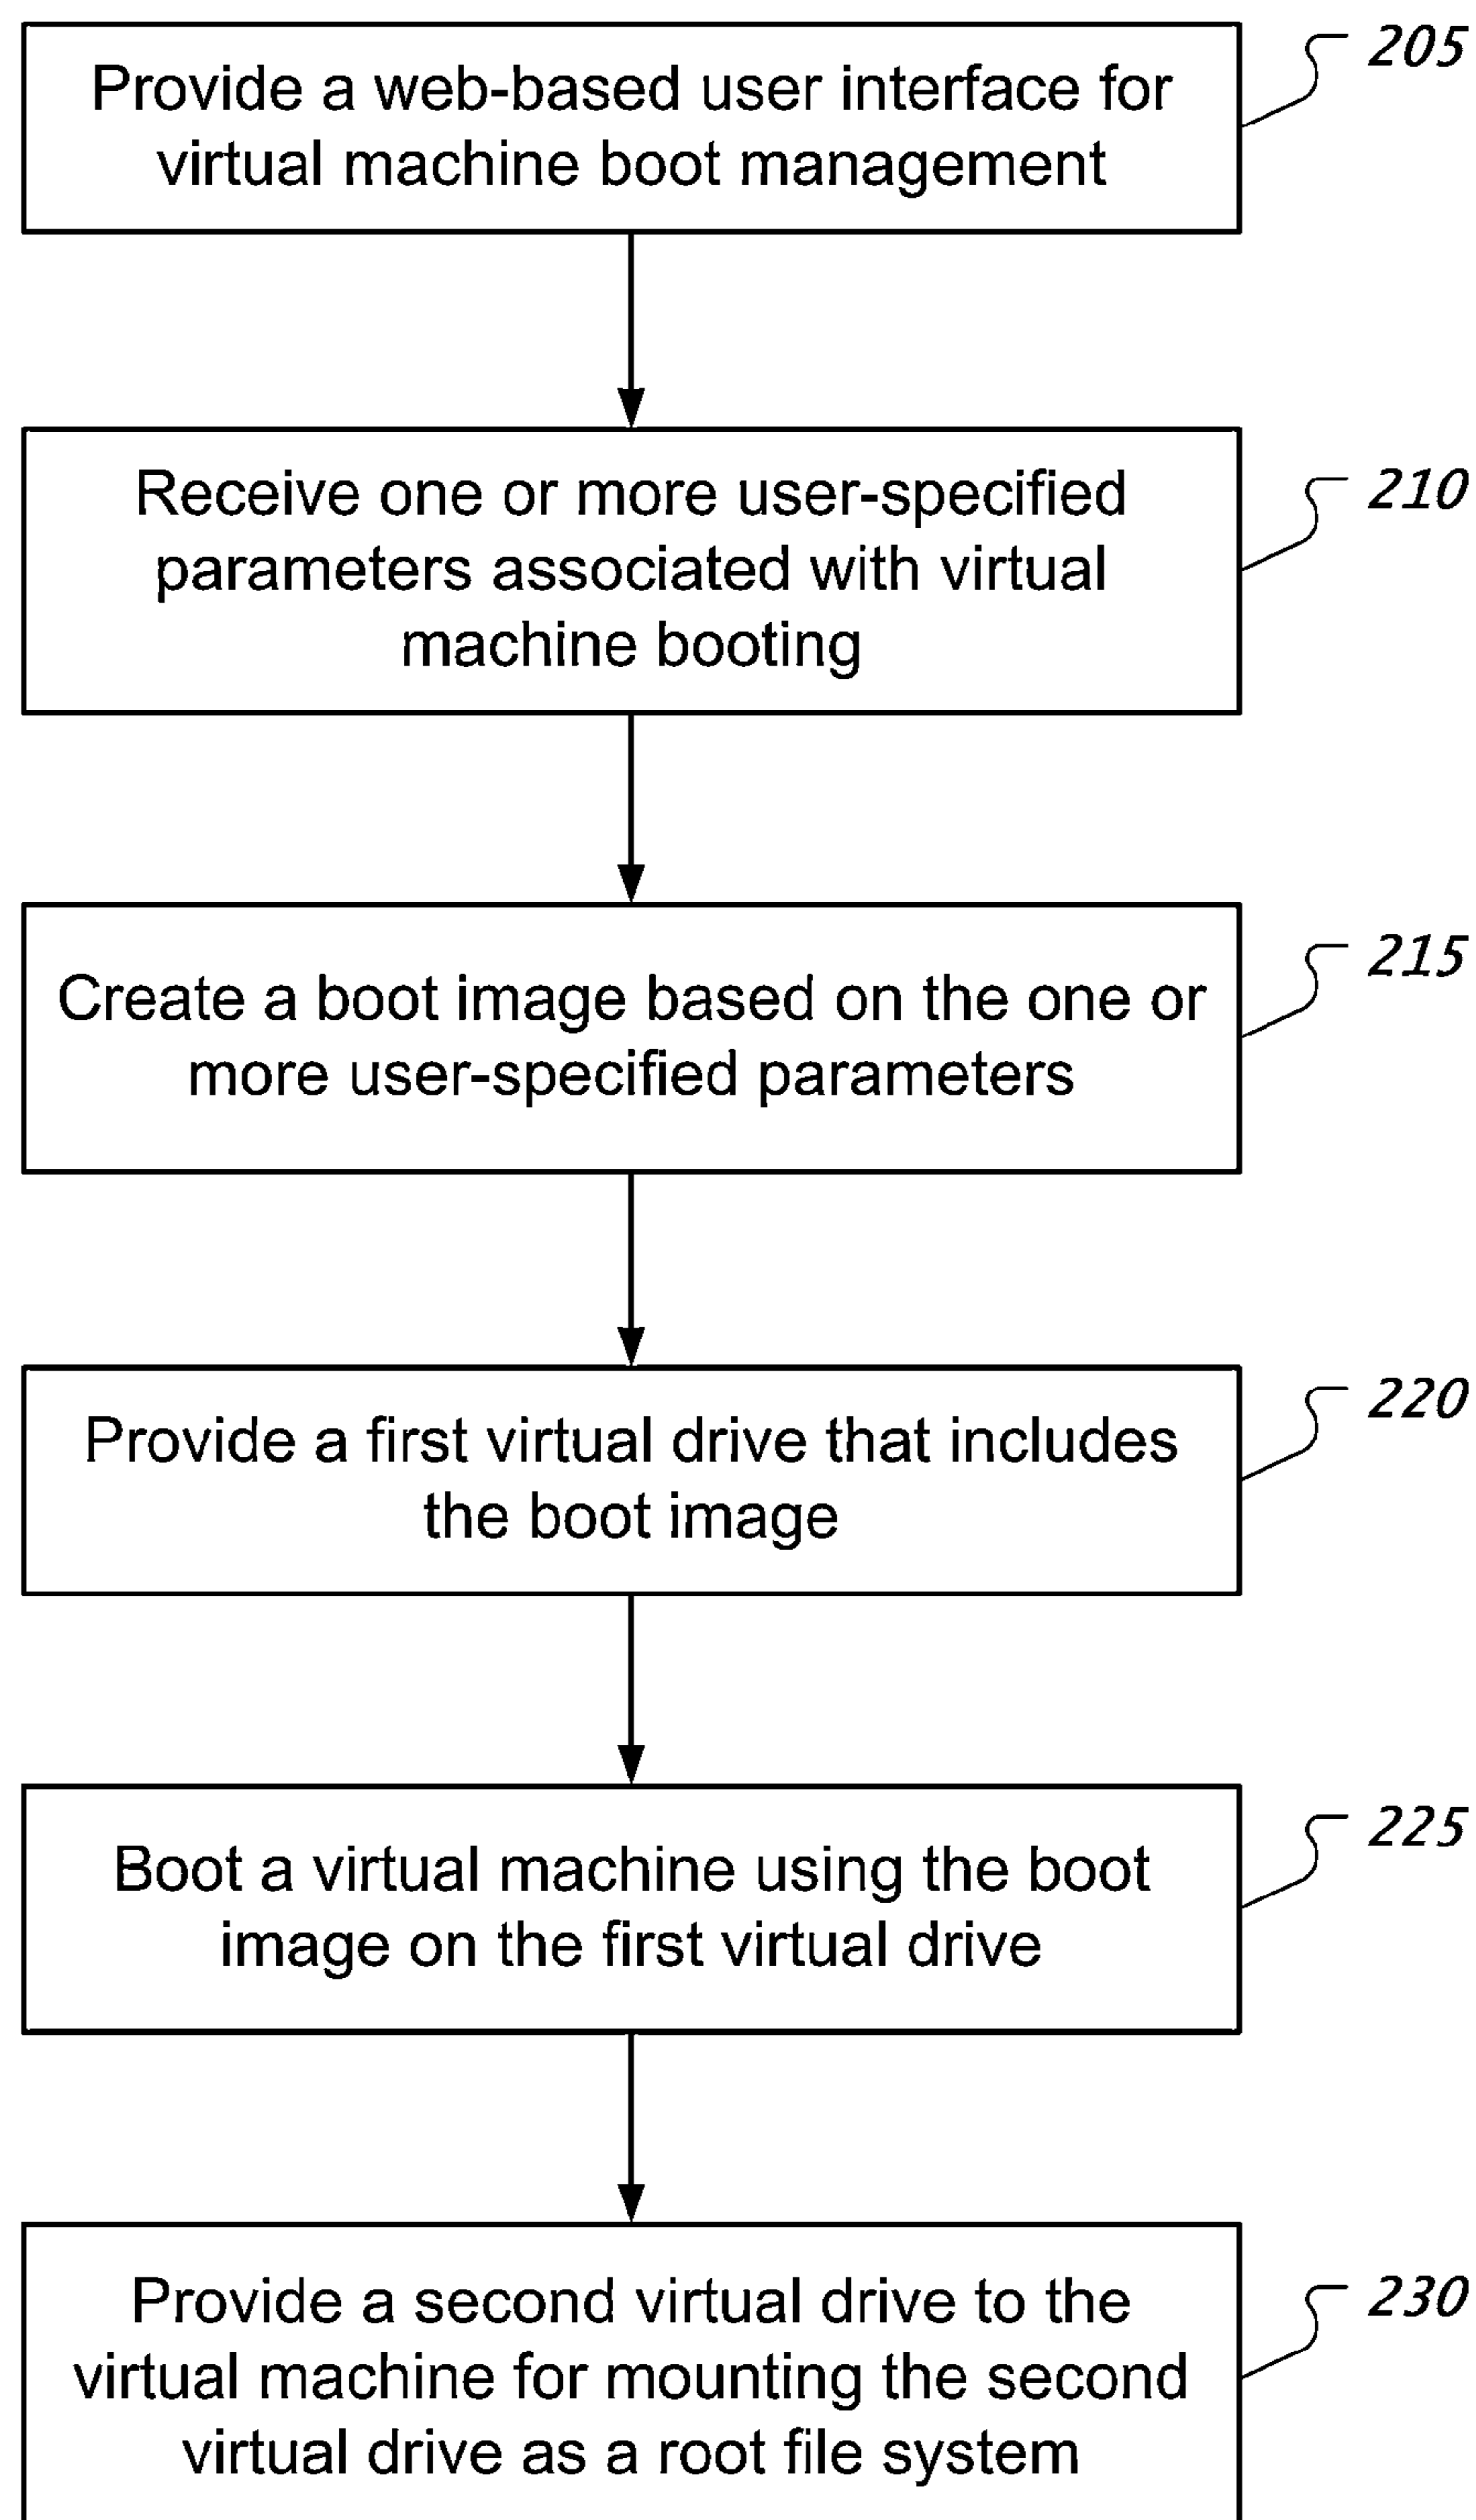 Provide a web-based user interface for
virtual machine boot management
205
Receive one or more user-specified
parameters associated with virtual
machine booting
210
Create a boot image based on the one or
more user-specified parameters
215
Provide a first virtual drive that includes
the boot image
220
Boot a virtual machine using the boot
image on the first virtual drive
225
Provide a second virtual drive to the
virtual machine for mounting the second
virtual drive as a root file system
230